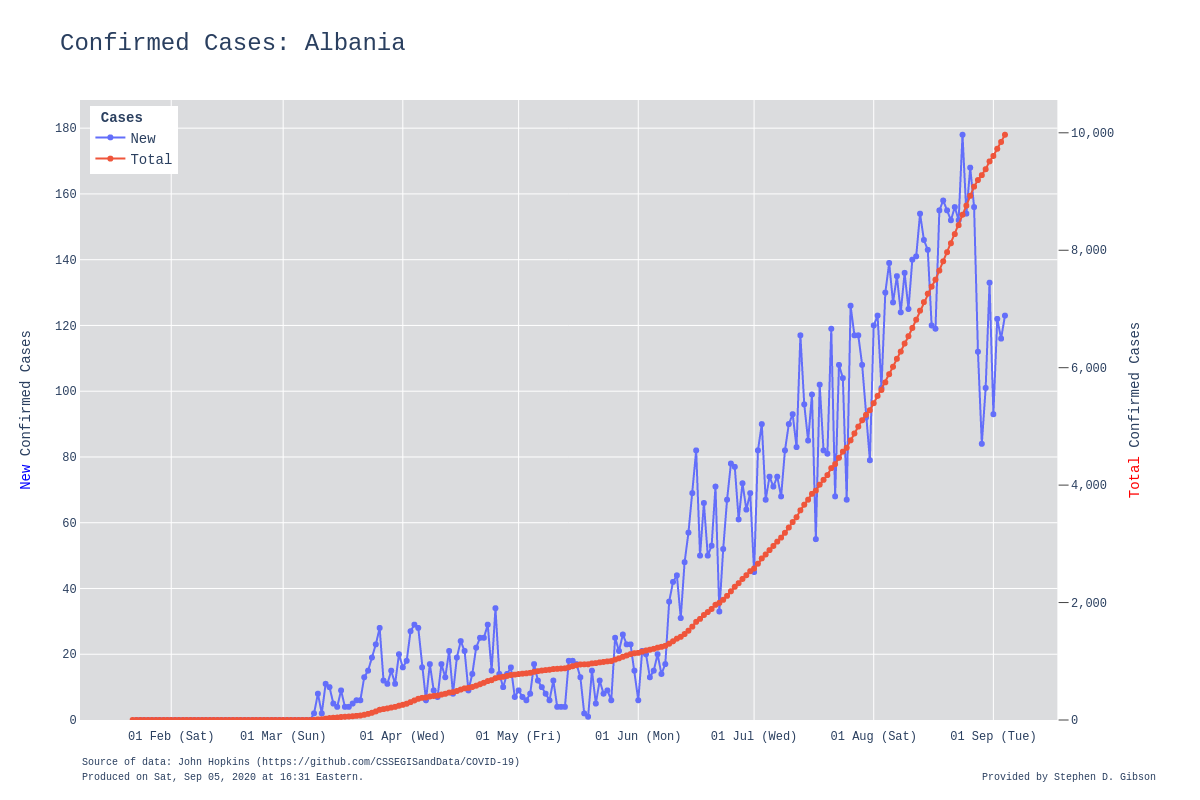 Confirmed Cases: Albania
Cases
New
Total
180
160
140
120
100
80
60
40
20
0
10,000
8,000
6,000
4,000
2,000
0
New Confirmed Cases
Total Confirmed Cases
01 Feb (Sat)
01 Mar (Sun)
01 Apr (Wed)
01 May (Fri)
01 Jun (Mon)
01 Jul (Wed)
01 Aug (Sat)
01 Sep (Tue)
Source of data: John Hopkins (https://github.com/CSSEGISandData/COVID-19)
Produced on Sat, Sep 05, 2020 at 16:31 Eastern.
Provided by Stephen D. Gibson